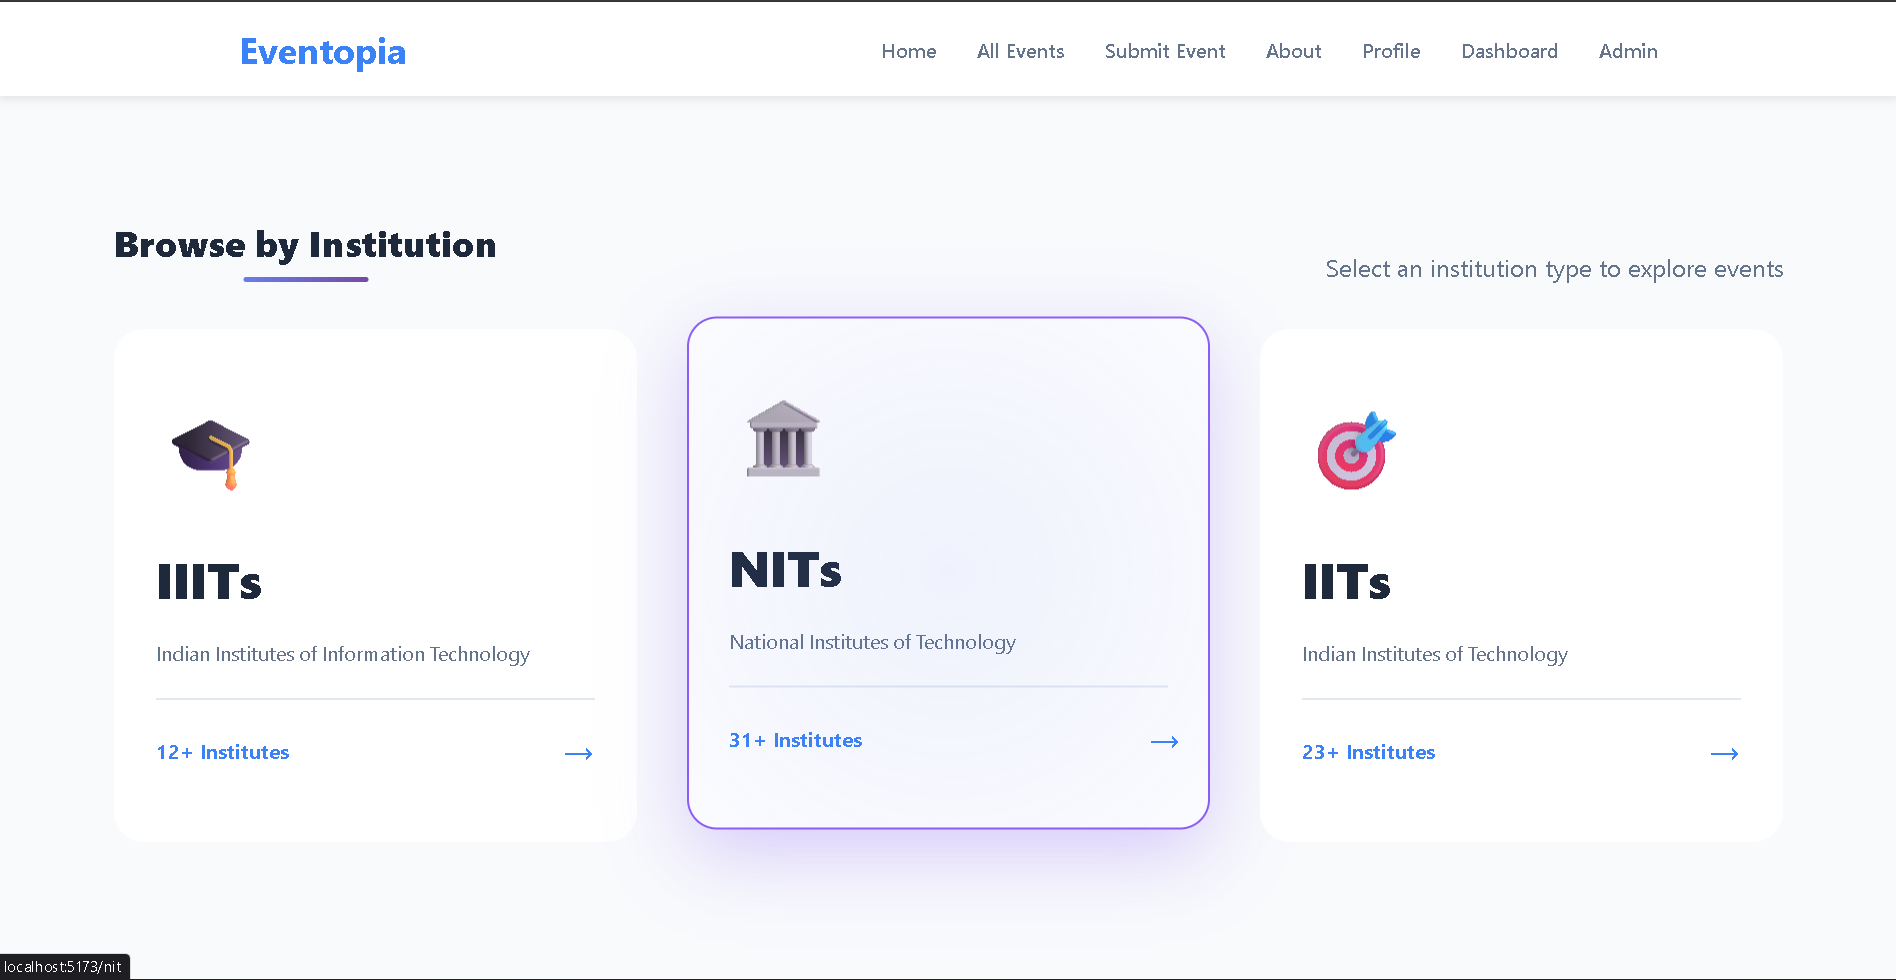 Eventopia
Home All Events Submit Event About Profile Dashboard Admin
Browse by Institution
Select an institution type to explore events
IIITs
Indian Institutes of Information Technology
12+ Institutes →
NITs
National Institutes of Technology
31+ Institutes →
IITs
Indian Institutes of Technology
23+ Institutes →
localhost:5173/nit